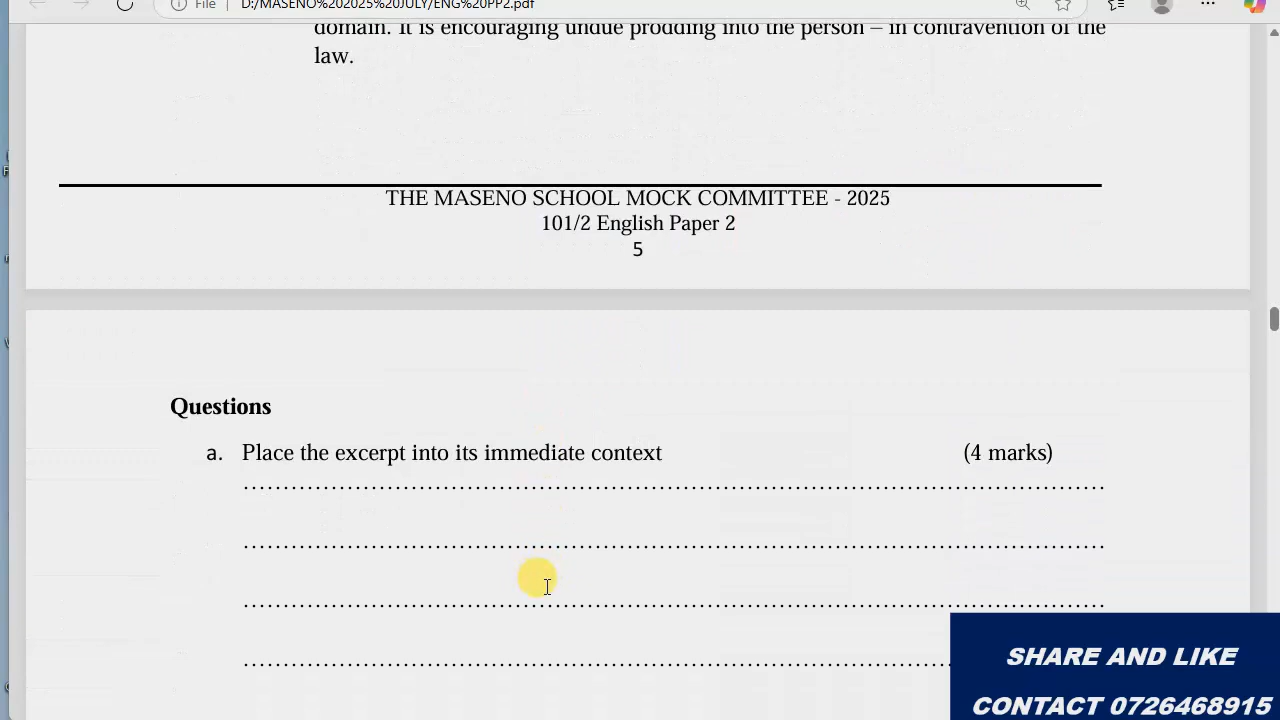 File
D:/MASENO%202025%20JULY/ENG%20PP2.pdf
domain. It is encouraging undue prodding into the person – in contravention of the
law.
THE MASENO SCHOOL MOCK COMMITTEE - 2025
101/2 English Paper 2
5
Questions
a. Place the excerpt into its immediate context (4 marks)
……………………………………………………………………………………………………
……………………………………………………………………………………………………
……………………………………………………………………………………………………
……………………………………………………………………………………………………
SHARE AND LIKE
CONTACT 0726468915